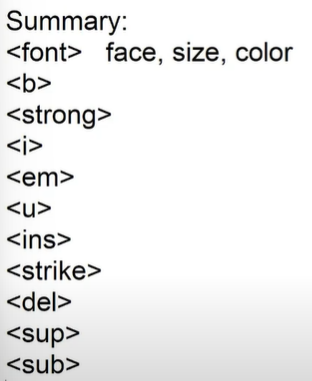 Summary:
<font> face, size, color
<b>
<strong>
<i>
<em>
<u>
<ins>
<strike>
<del>
<sup>
<sub>